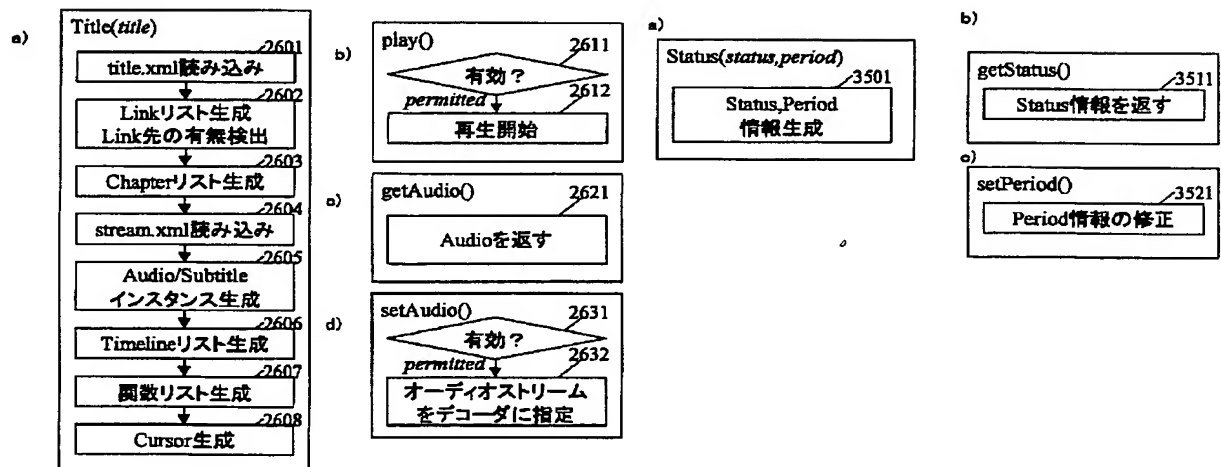 a)
Title(title)
2601
title.xml読み込み
2602
Linkリスト生成
Link先の有無検出
2603
Chapterリスト生成
2604
stream.xml読み込み
2605
Audio/Subtitle
インスタンス生成
2606
Timelineリスト生成
2607
関数リスト生成
2608
Cursor生成
b)
play()
2611
有効？
permitted
2612
再生開始
c)
getAudio()
2621
Audioを返す
d)
setAudio()
2631
有効？
permitted
2632
オーディオストリーム
をデコーダに指定
a)
Status(status,period)
3501
Status,Period
情報生成
b)
getStatus()
3511
Status情報を返す
c)
setPeriod()
3521
Period情報の修正